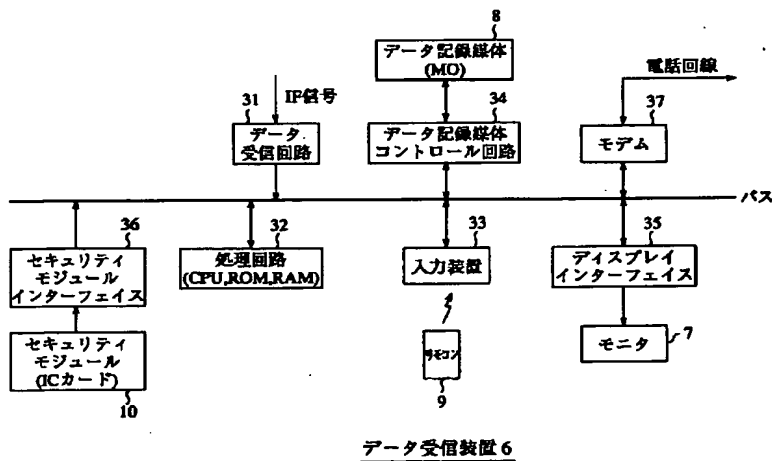 8
データ記録媒体
(MO)
電話回線
IF信号
31
34
37
データ
受信回路
データ記録媒体
コントロール回路
モデム
バス
36
32
33
35
セキュリティ
モジュール
インターフェイス
処理回路
(CPU,ROM,RAM)
入力装置
ディスプレイ
インターフェイス
セキュリティ
モジュール
(ICカード)
リモコン
モニタ
7
10
9
データ受信装置6